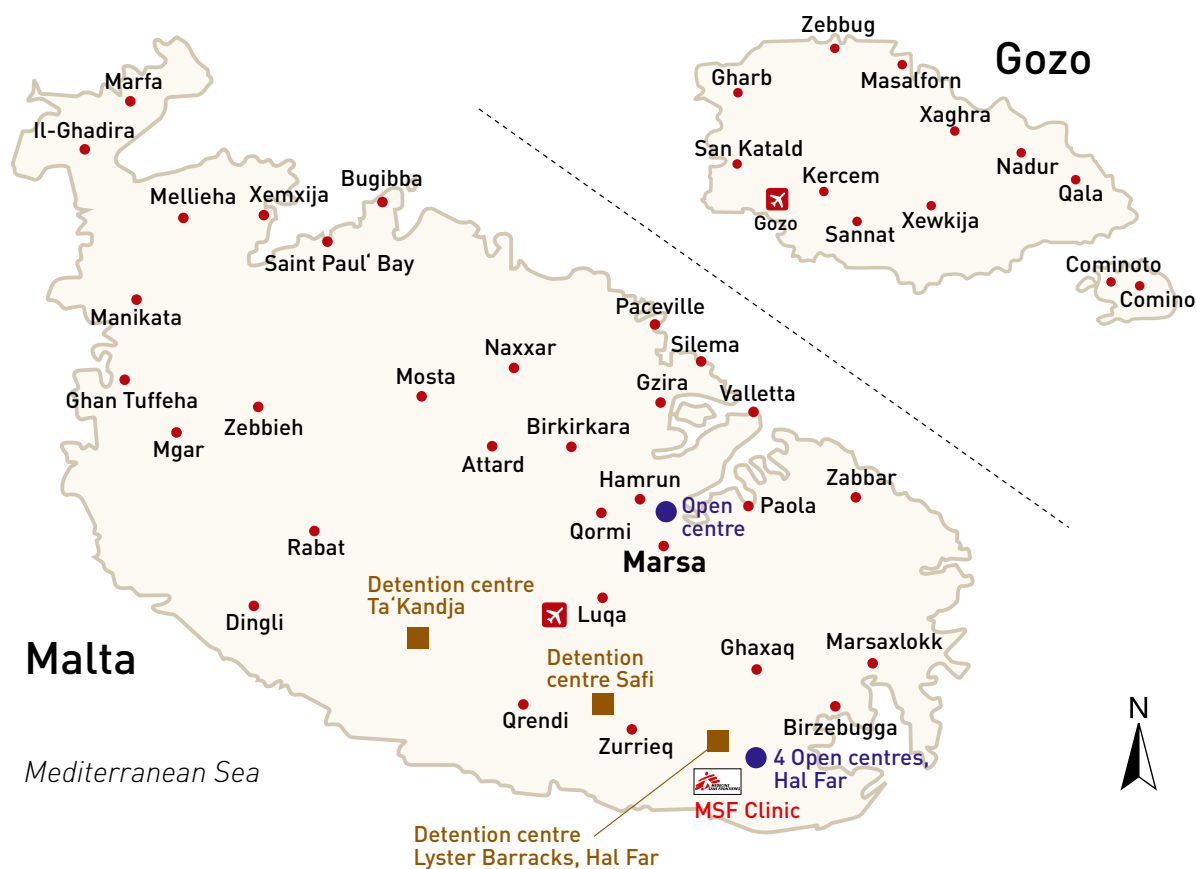 Zebbug
Gozo
Masalforn
Gharb
Marfa
Xaghra
Il-Ghadira
San Katald
Nadur
Kercem
Qala
Bugibba
Mellieha
Xemxija
Gozo
Sannat
Xewkija
Saint Paul‘ Bay
Cominoto
Comino
Manikata
Paceville
Silema
Naxxar
Mosta
Gzira
Valletta
Ghan Tuffeha
Zebbieh
Mgar
Birkirkara
Attard
Hamrun
Zabbar
Open
centre
Paola
Qormi
Rabat
Marsa
Detention centre
Ta‘Kandja
Luqa
Dingli
Malta
Detention
centre Safi
Ghaxaq
Marsaxlokk
Qrendi
Zurrieq
Birzebugga
N
Mediterranean Sea
4 Open centres,
Hal Far
MEDECINS
SANS FRONTIERES
MSF Clinic
Detention centre
Lyster Barracks, Hal Far